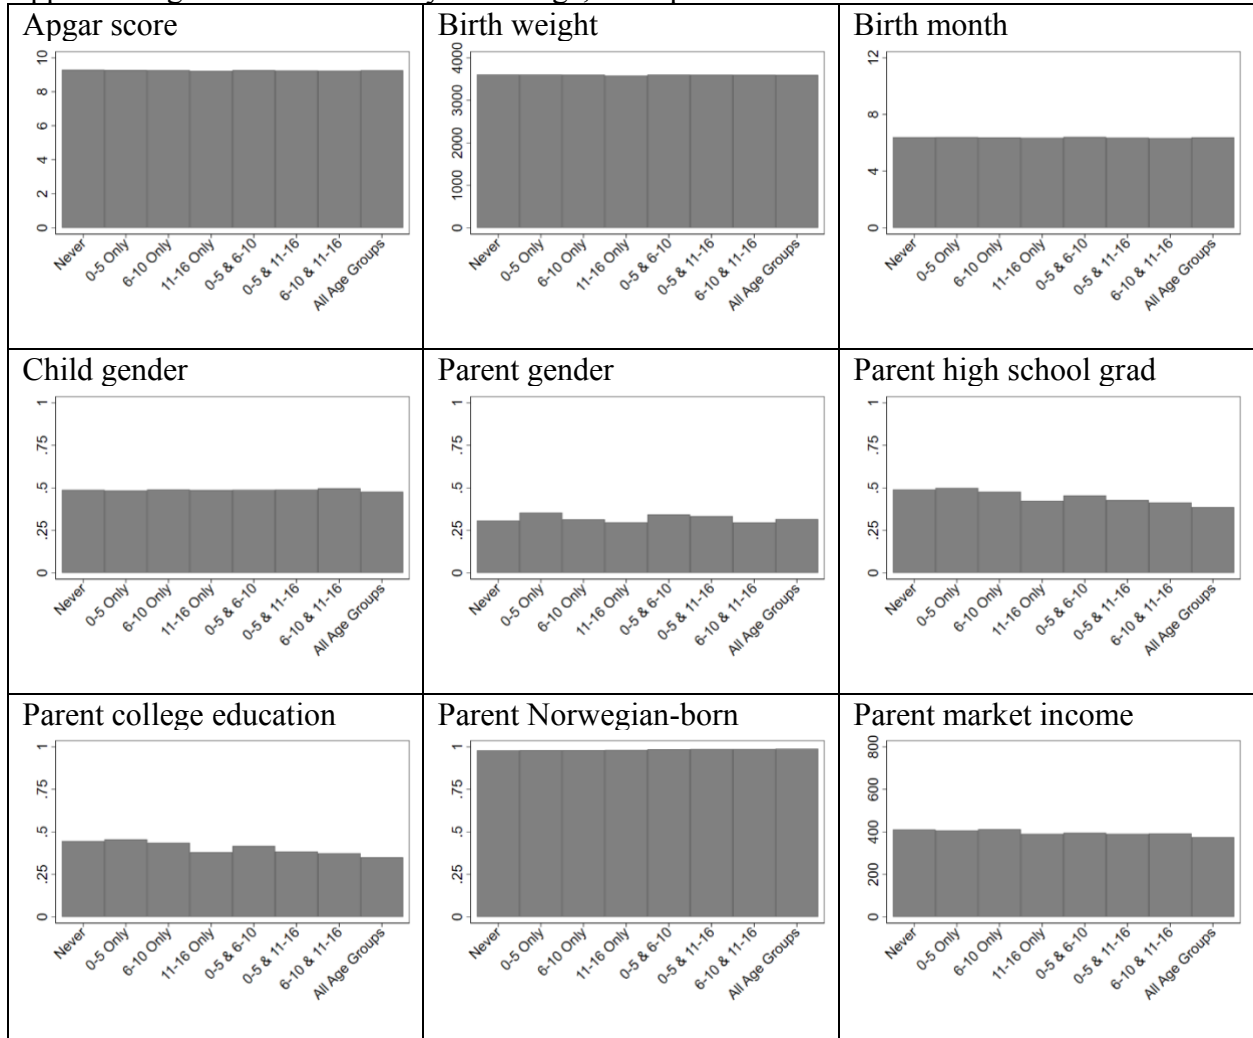 Apgar score
10
8
6
4
2
0
Never
0-5 Only
6-10 Only
11-16 Only
0-5 & 6-10
0-5 & 11-16
6-10 & 11-16
All Age Groups
Birth weight
4000
3000
2000
1000
0
Never
0-5 Only
6-10 Only
11-16 Only
0-5 & 6-10
0-5 & 11-16
6-10 & 11-16
All Age Groups
Birth month
12
8
4
0
Never
0-5 Only
6-10 Only
11-16 Only
0-5 & 6-10
0-5 & 11-16
6-10 & 11-16
All Age Groups
Child gender
1
.75
.5
.25
0
Never
0-5 Only
6-10 Only
11-16 Only
0-5 & 6-10
0-5 & 11-16
6-10 & 11-16
All Age Groups
Parent gender
1
.75
.5
.25
0
Never
0-5 Only
6-10 Only
11-16 Only
0-5 & 6-10
0-5 & 11-16
6-10 & 11-16
All Age Groups
Parent high school grad
1
.75
.5
.25
0
Never
0-5 Only
6-10 Only
11-16 Only
0-5 & 6-10
0-5 & 11-16
6-10 & 11-16
All Age Groups
Parent college education
1
.75
.5
.25
0
Never
0-5 Only
6-10 Only
11-16 Only
0-5 & 6-10
0-5 & 11-16
6-10 & 11-16
All Age Groups
Parent Norwegian-born
1
.75
.5
.25
0
Never
0-5 Only
6-10 Only
11-16 Only
0-5 & 6-10
0-5 & 11-16
6-10 & 11-16
All Age Groups
Parent market income
800
600
400
200
0
Never
0-5 Only
6-10 Only
11-16 Only
0-5 & 6-10
0-5 & 11-16
6-10 & 11-16
All Age Groups